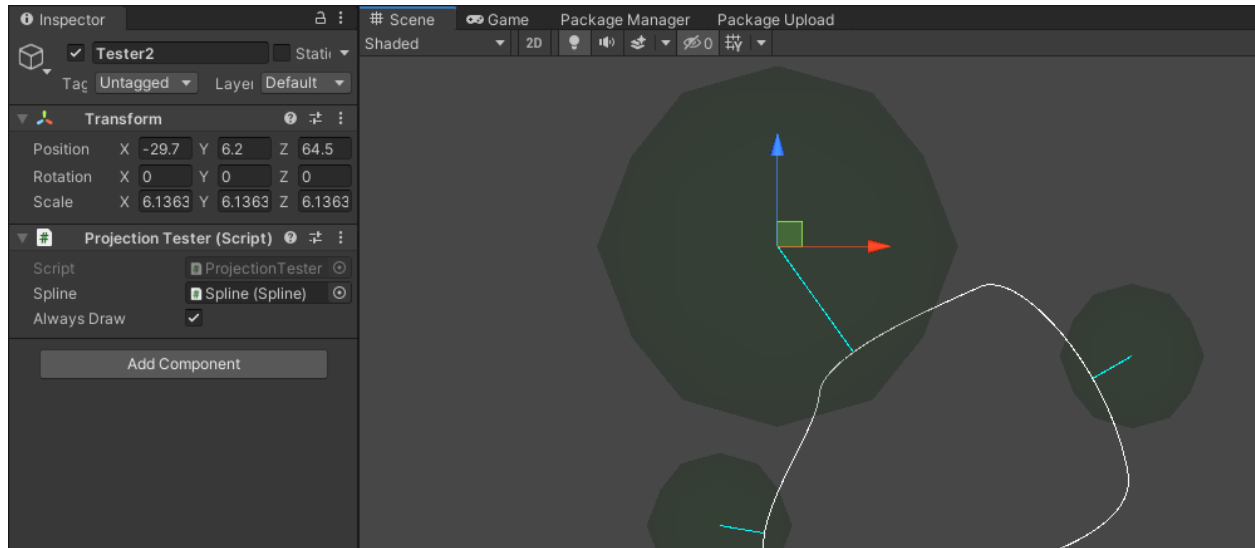 Inspector
Tester2
Stati
Tag Untagged Layer Default
Transform
Position X -29.7 Y 6.2 Z 64.5
Rotation X 0 Y 0 Z 0
Scale X 6.1363 Y 6.1363 Z 6.1363
# Projection Tester (Script)
Script # ProjectionTester
Spline # Spline (Spline)
Always Draw
Add Component
Scene Game Package Manager Package Upload
Shaded 2D 0